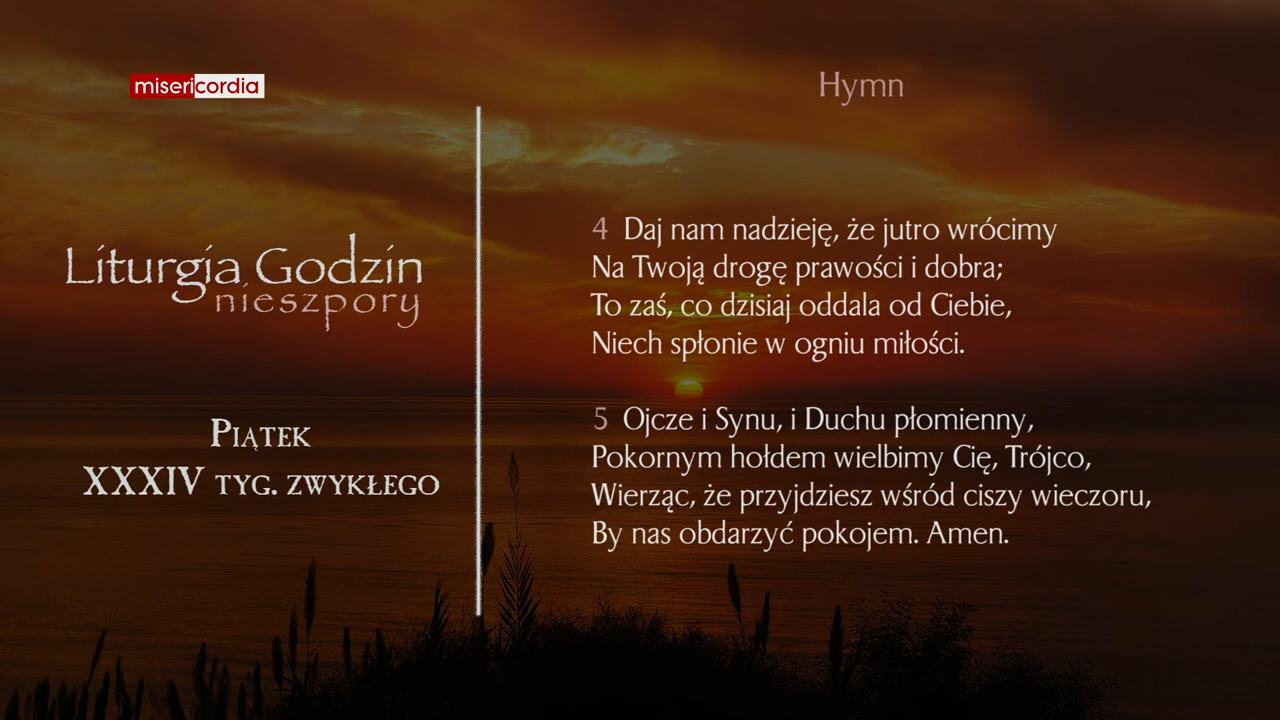 misericordia
Liturgia Godzin
nieszpory
Piątek
XXXIV tyg. zwykłego
Hymn
4 Daj nam nadzieję, że jutro wrócimy
Na Twoją drogę prawości i dobra;
To zaś, co dzisiaj oddala od Ciebie,
Niech spłonie w ogniu miłości.
5 Ojcze i Synu, i Duchu płomienny,
Pokornym hołdem wielbimy Cię, Trójco,
Wierząc, że przyjdziesz wśród ciszy wieczoru,
By nas obdarzyć pokojem. Amen.